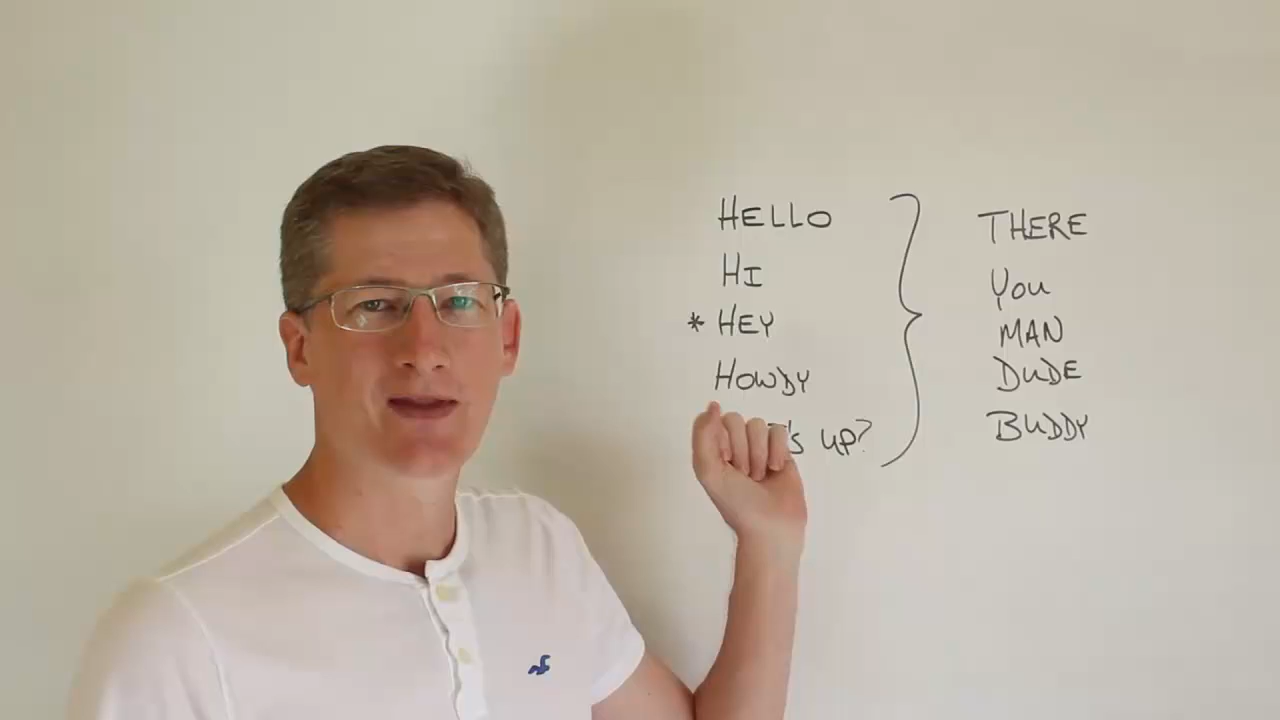 HELLO
HI
* HEY
HOWDY
's up?
THERE
You
MAN
DUDE
BUDDY